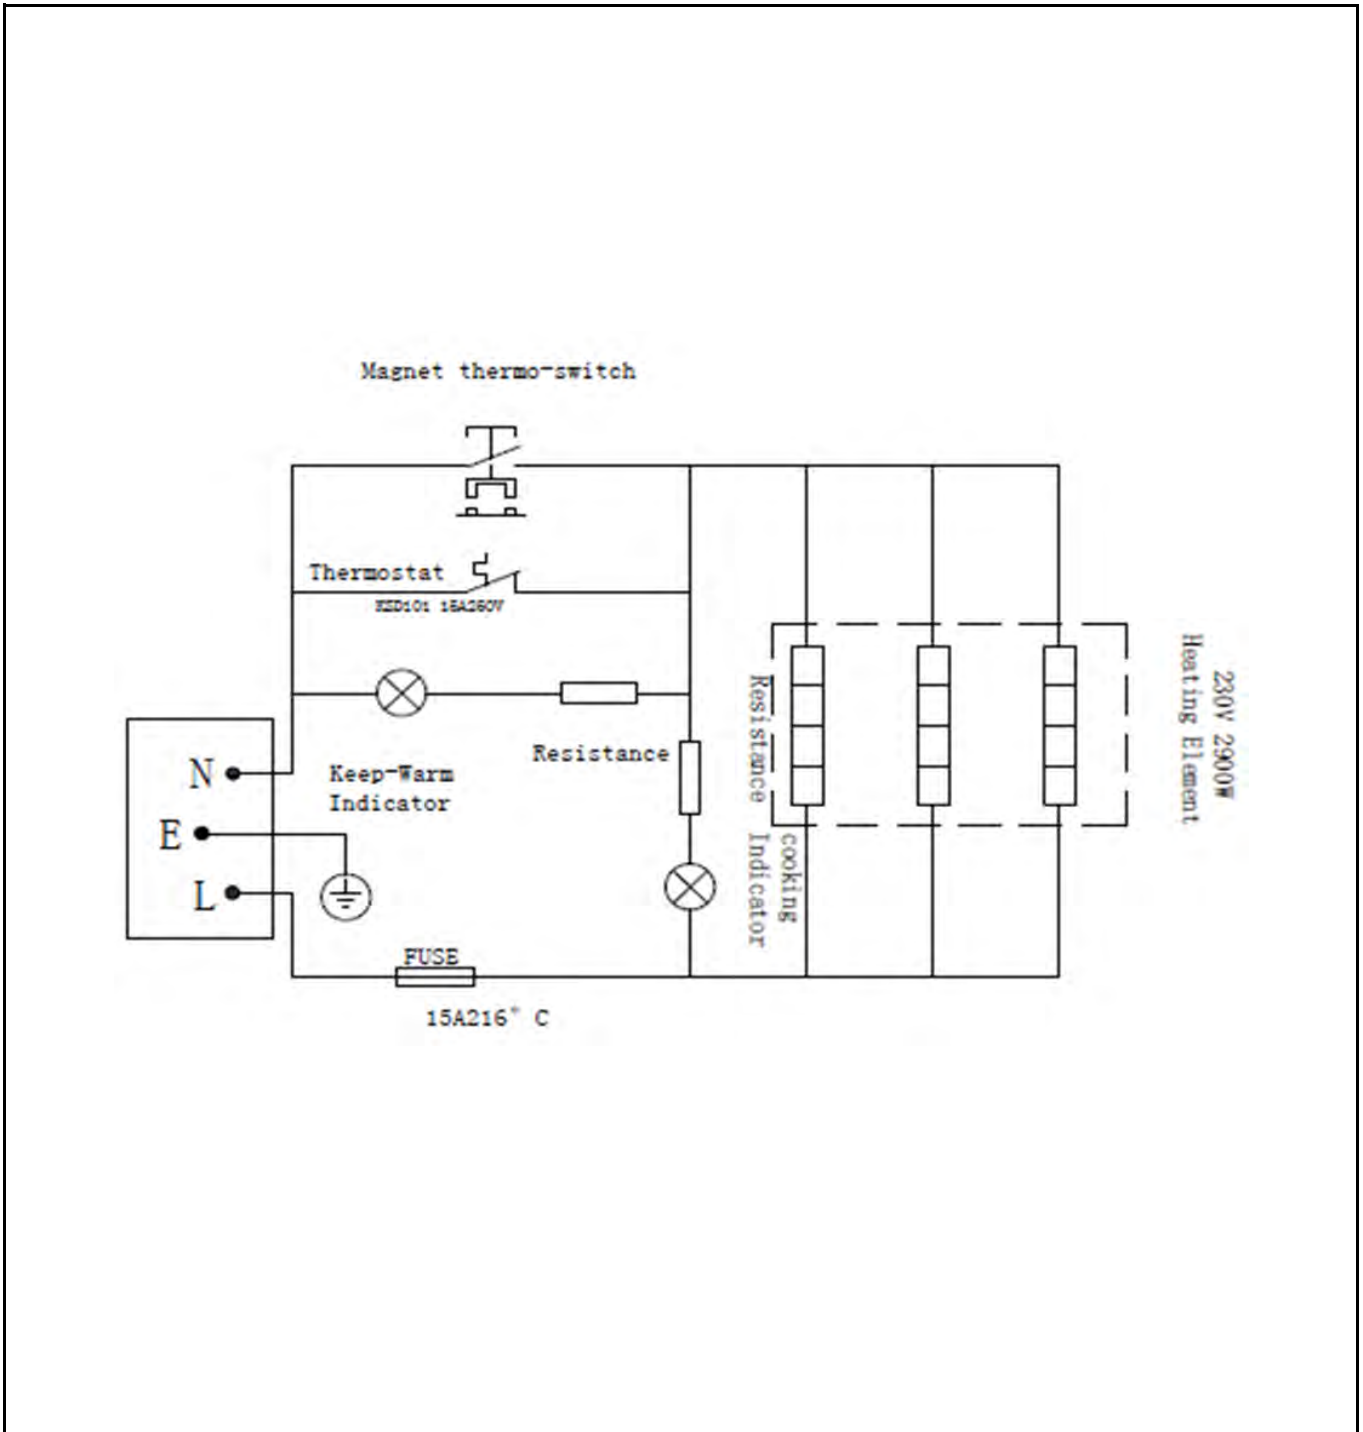 Magnet thermo-switch
Thermostat
KSD101 15A250V
Resistance
Keep-Warm
Indicator
N
E
L
FUSE
15A216° C
Resistance
cooking
Indicator
230V 2900W
Heating Element